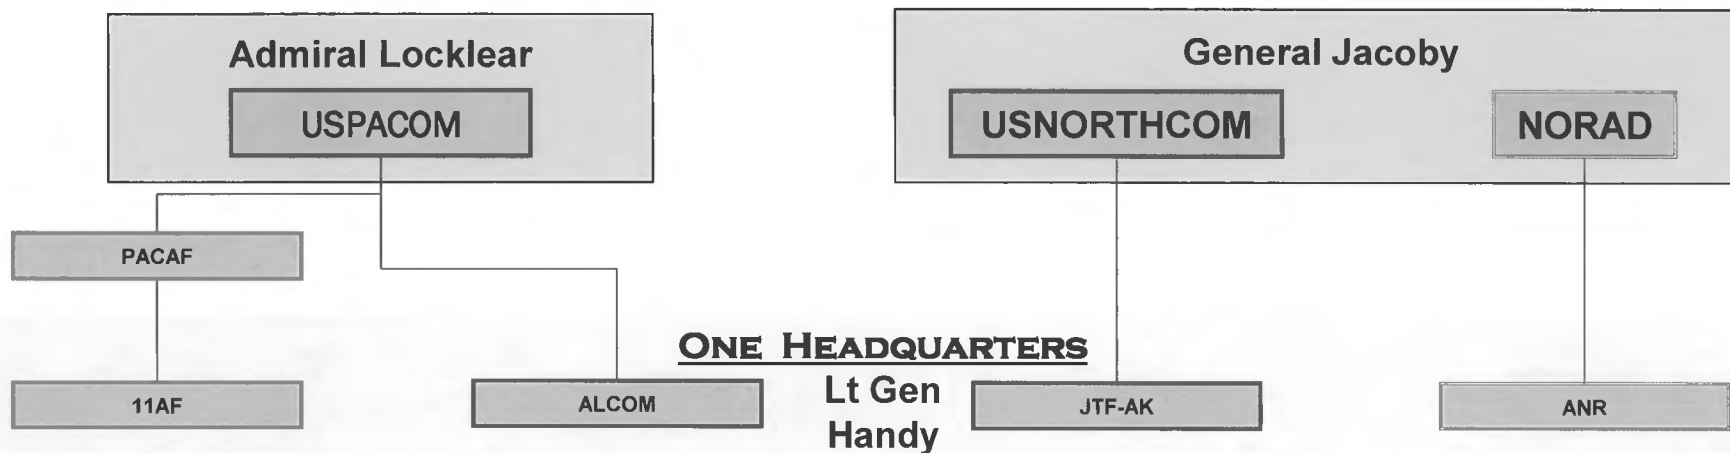 Admiral Locklear
USPACOM
General Jacoby
USNORTHCOM
NORAD
PACAF
ONE HEADQUARTERS
11AF
ALCOM
Lt Gen
Handy
JTF-AK
ANR